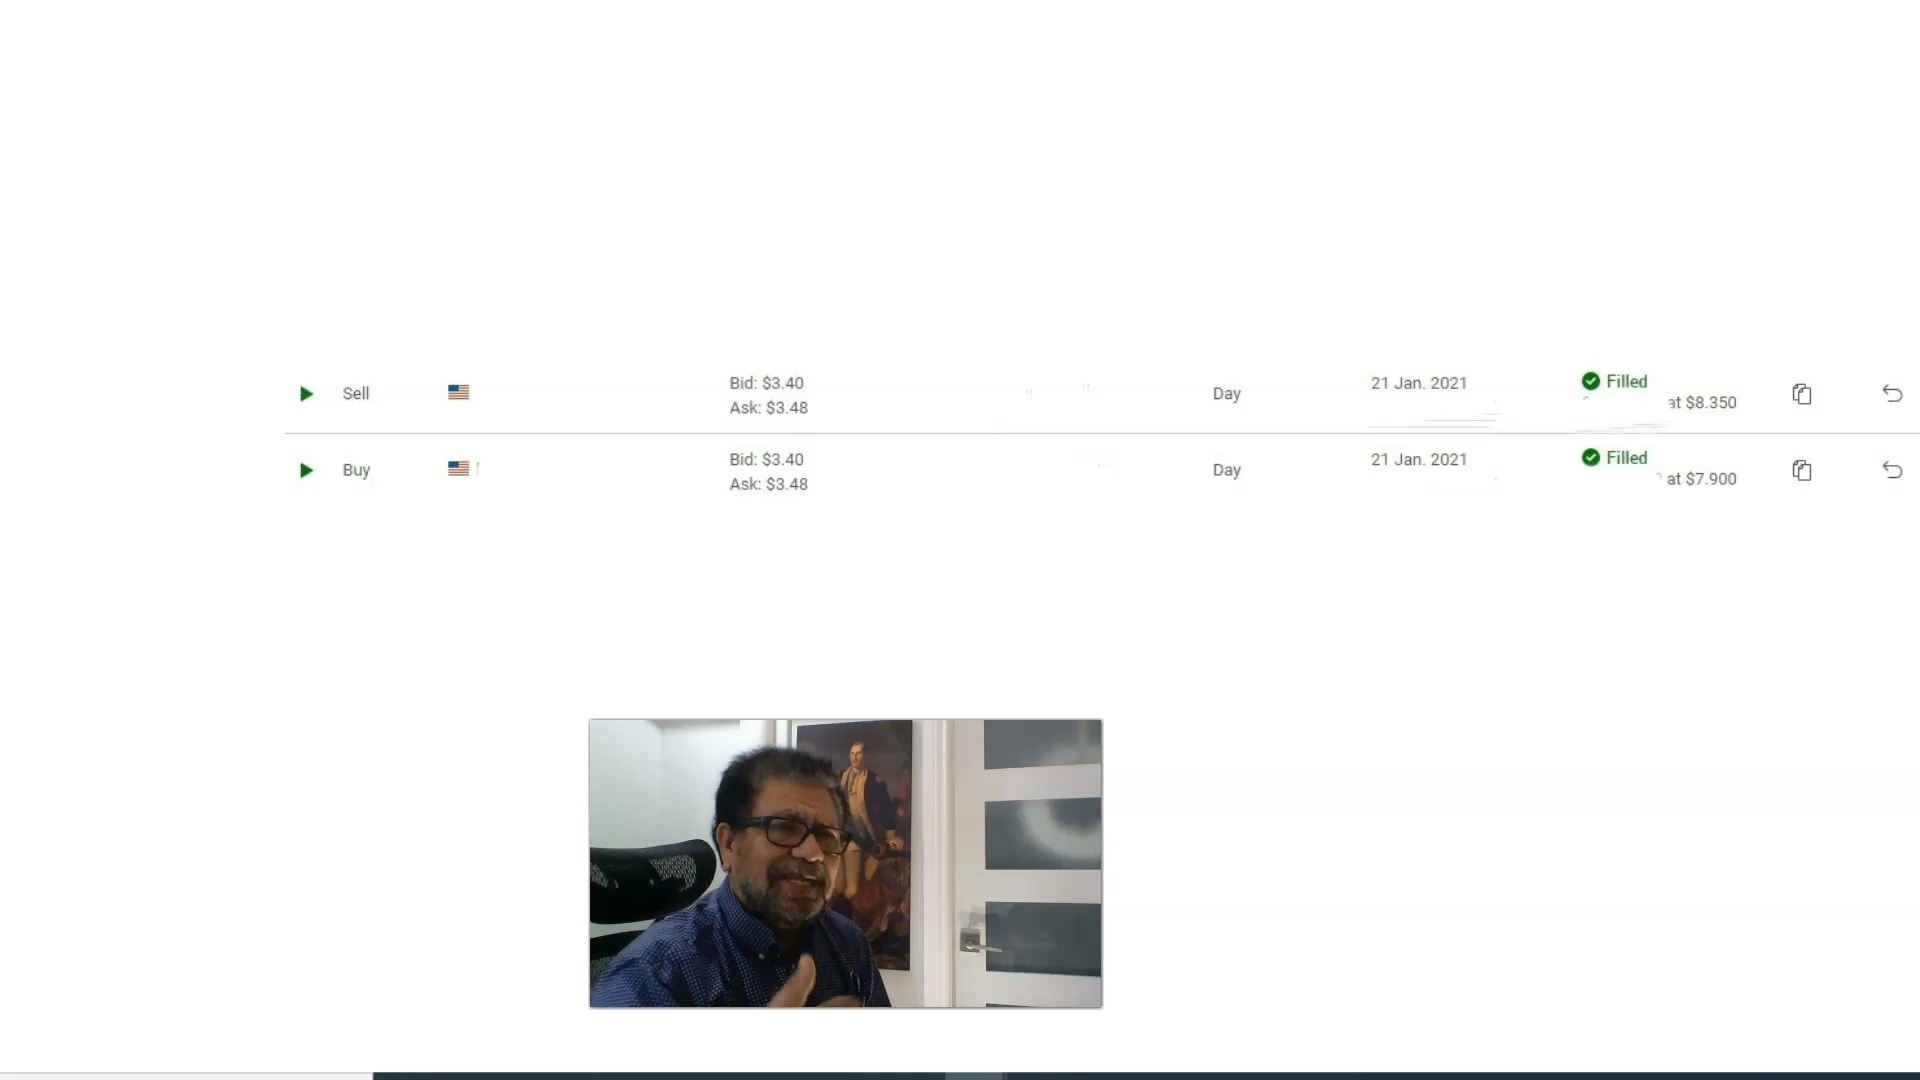 Sell Bid: $3.40 Day 21 Jan. 2021 Filled
Ask: $3.48 at $8.350
Buy Bid: $3.40 Day 21 Jan. 2021 Filled
Ask: $3.48 at $7.900